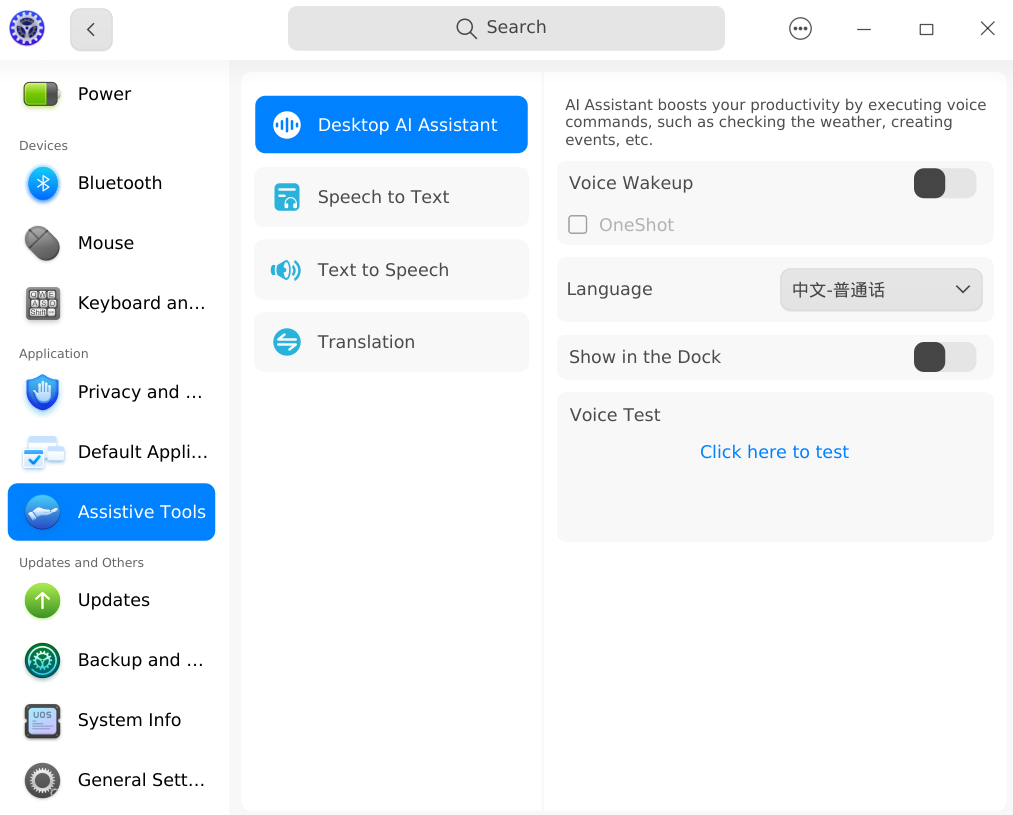 Search
Power
Devices
Bluetooth
Mouse
Keyboard an...
Application
Privacy and ...
Default Appli...
Assistive Tools
Updates and Others
Updates
Backup and ...
UOS
System Info
General Sett...
Desktop AI Assistant
Speech to Text
Text to Speech
Translation
AI Assistant boosts your productivity by executing voice
commands, such as checking the weather, creating
events, etc.
Voice Wakeup
OneShot
Language
中文-普通话
Show in the Dock
Voice Test
Click here to test